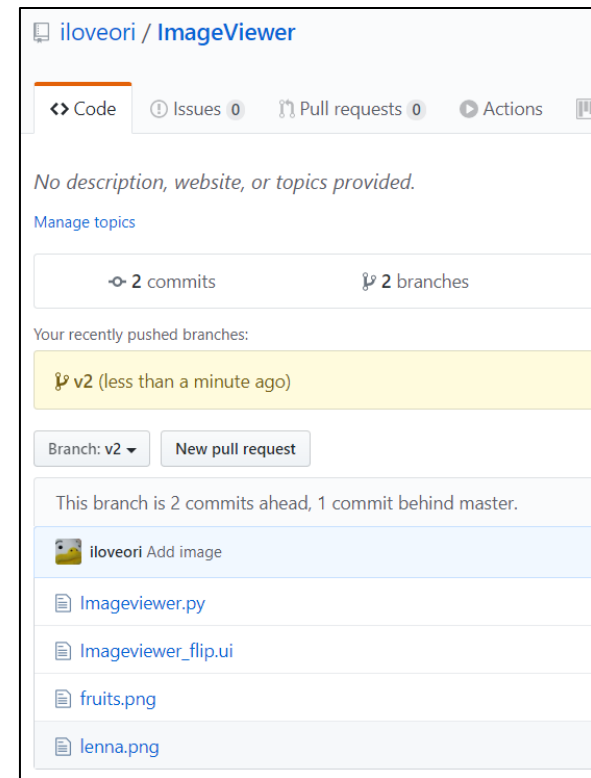 iloveori / ImageViewer
Code Issues 0 Pull requests 0 Actions
No description, website, or topics provided.
Manage topics
2 commits 2 branches
Your recently pushed branches:
v2 (less than a minute ago)
Branch: v2 New pull request
This branch is 2 commits ahead, 1 commit behind master.
iloveori Add image
Imageviewer.py
Imageviewer_flip.ui
fruits.png
lenna.png